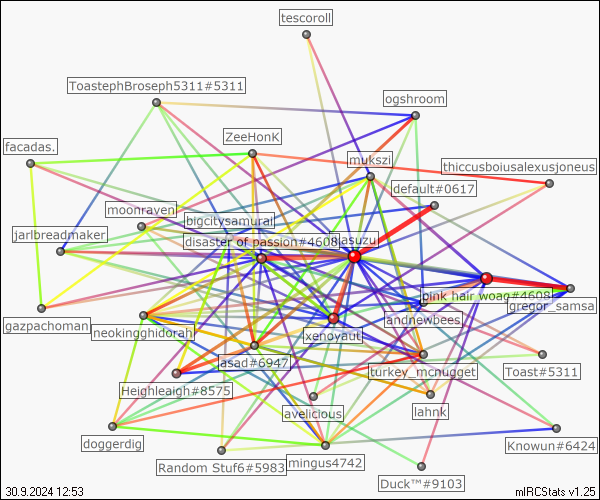 tescoroll
ToastephBroseph5311#5311
ogshroom
ZeeHonK
facadas.
mukszi
thiccusboiusalexusjoneus
default#0617
moonraven
bigcitysamurai
jarlbreadmaker
disaster of passion#4608
asuzu
pink hair woag#4608
gregor_samsa
gazpachoman
andnewbees
neokingghidorah
xenoyaut
asad#6947
turkey_mcnugget
Toast#5311
Heighleaigh#8575
avelicious
lahnk
doggerdig
Knowun#6424
Random Stuf6#5983
mingus4742
Duck™#9103
30.9.2024 12:53
mIRCStats v1.25